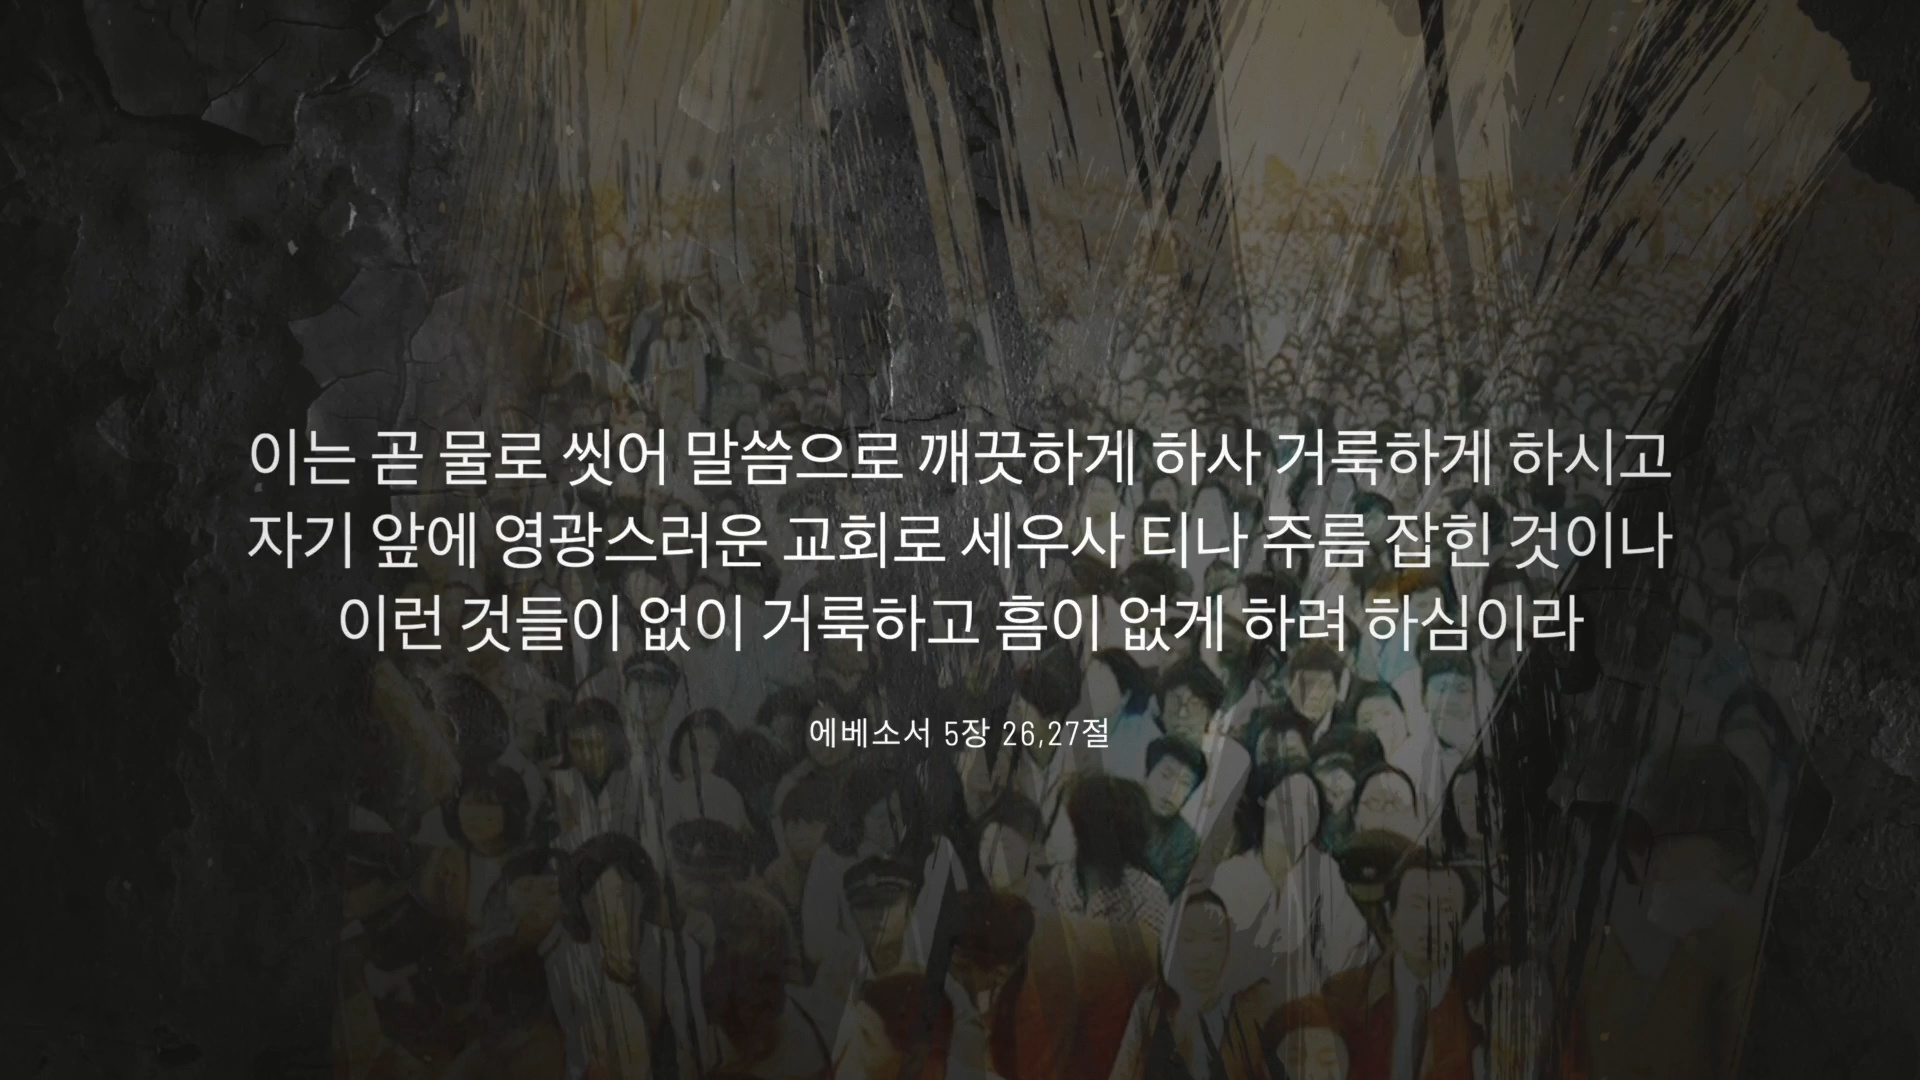 이는 곧 물로 씻어 말씀으로 깨끗하게 하사 거룩하게 하시고
자기 앞에 영광스러운 교회로 세우사 티나 주름 잡힌 것이나
이런 것들이 없이 거룩하고 흠이 없게 하려 하심이라
에베소서 5장 26,27절